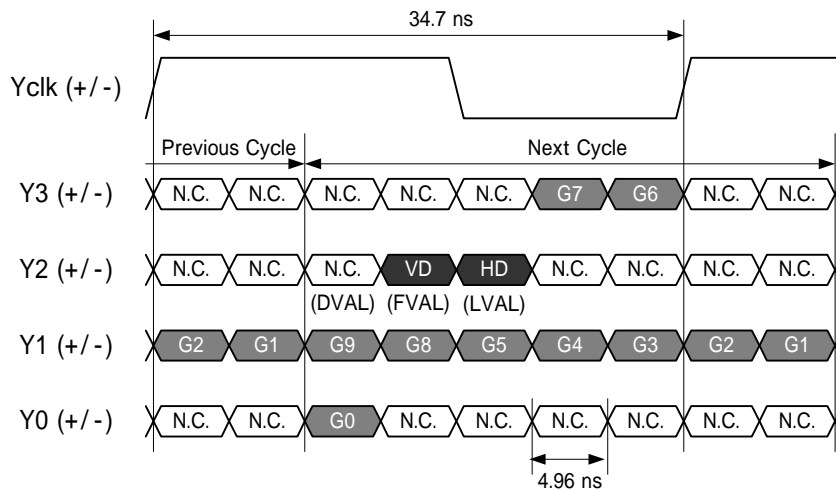 34.7 ns
Yclk (+/-)
Previous Cycle Next Cycle
Y3 (+/-) N.C. N.C. N.C. N.C. N.C. G7 G6 N.C. N.C.
Y2 (+/-) N.C. N.C. N.C. VD HD N.C. N.C. N.C. N.C.
(DVAL) (FVAL) (LVAL)
Y1 (+/-) G2 G1 G9 G8 G5 G4 G3 G2 G1
Y0 (+/-) N.C. N.C. G0 N.C. N.C. N.C. N.C. N.C. N.C.
4.96 ns